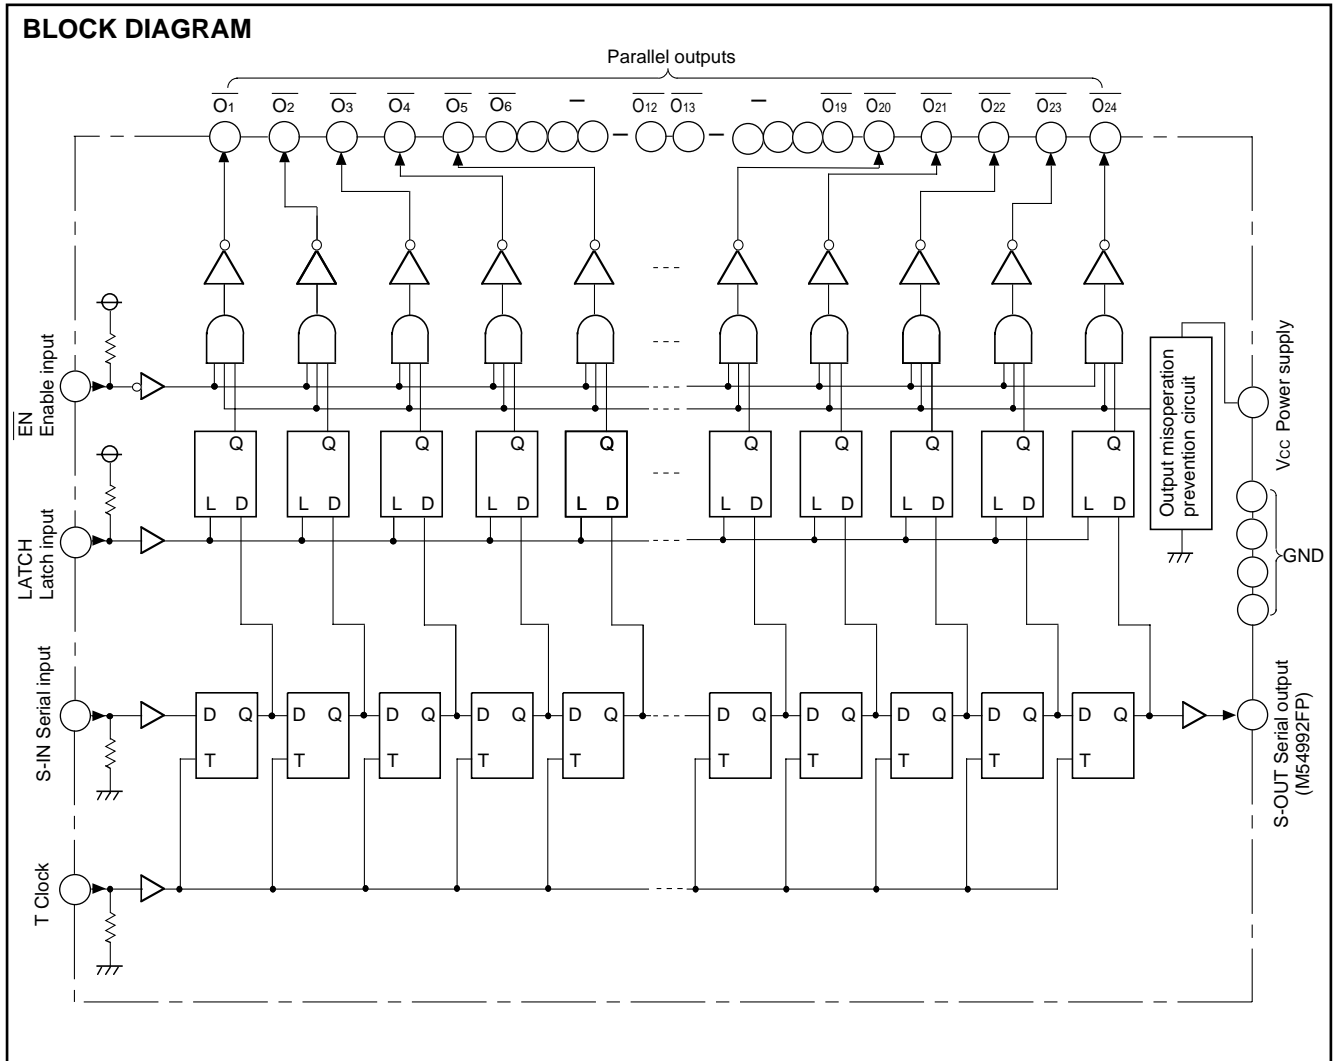 BLOCK DIAGRAM
Parallel outputs
O1 O2 O3 O4 O5 O6 – O12 O13 – O19 O20 O21 O22 O23 O24
– –
EN
Enable input
Q Q Q Q Q Q Q Q Q Q
L D L D L D L D L D L D L D L D L D L D
Output misoperation
prevention circuit
Vcc Power supply
LATCH
Latch input
GND
S-IN Serial input
D Q D Q D Q D Q D Q D Q D Q D Q D Q D Q
T T T T T T T T T T
S-OUT Serial output
(M54992FP)
T Clock